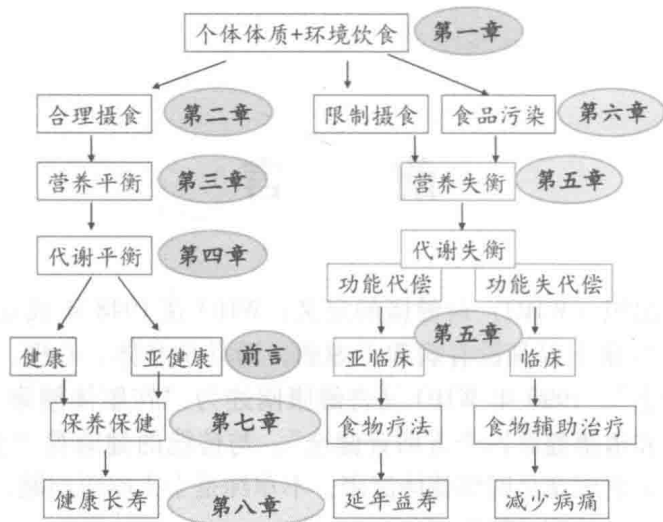 个体体质+环境饮食 第一章
合理摄食 第二章 限制摄食 食品污染 第六章
营养平衡 第三章 营养失衡 第五章
代谢平衡 第四章 代谢失衡
功能代偿 功能失代偿
健康 亚健康 前言 亚临床 第五章 临床
保养保健 第七章 食物疗法 食物辅助治疗
健康长寿 第八章 延年益寿 减少病痛